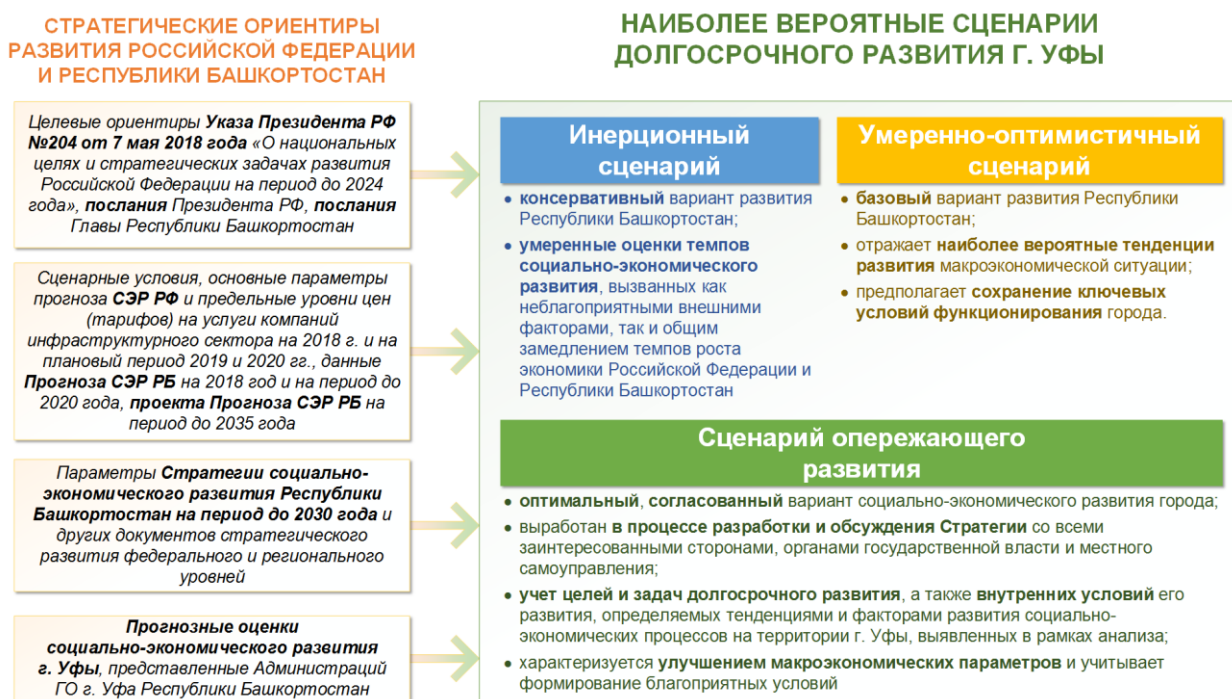 СТРАТЕГИЧЕСКИЕ ОРИЕНТИРЫ
РАЗВИТИЯ РОССИЙСКОЙ ФЕДЕРАЦИИ
И РЕСПУБЛИКИ БАШКОРТОСТАН
Целевые ориентиры Указа Президента РФ
№204 от 7 мая 2018 года «О национальных
целях и стратегических задачах развития
Российской Федерации на период до 2024
года», послания Президента РФ, послания
Главы Республики Башкортостан
Сценарные условия, основные параметры
прогноза СЭР РФ и предельные уровни цен
(тарифов) на услуги компаний
инфраструктурного сектора на 2018 г. и на
плановый период 2019 и 2020 гг., данные
Прогноза СЭР РБ на 2018 год и на период до
2020 года, проекта Прогноза СЭР РБ на
период до 2035 года
Параметры Стратегии социально-
экономического развития Республики
Башкортостан на период до 2030 года и
других документов стратегического
развития федерального и регионального
уровней
Прогнозные оценки
социально-экономического развития
г. Уфы, представленные Администраций
ГО г. Уфа Республики Башкортостан
НАИБОЛЕЕ ВЕРОЯТНЫЕ СЦЕНАРИИ
ДОЛГОСРОЧНОГО РАЗВИТИЯ Г. УФЫ
Инерционный
сценарий
• консервативный вариант развития
Республики Башкортостан;
• умеренные оценки темпов
социально-экономического
развития, вызванных как
неблагоприятными внешними
факторами, так и общим
замедлением темпов роста
экономики Российской Федерации и
Республики Башкортостан
Умеренно-оптимистичный
сценарий
• базовый вариант развития Республики
Башкортостан;
• отражает наиболее вероятные тенденции
развития макроэкономической ситуации;
• предполагает сохранение ключевых
условий функционирования города.
Сценарий опережающего
развития
• оптимальный, согласованный вариант социально-экономического развития города;
• выработан в процессе разработки и обсуждения Стратегии со всеми
заинтересованными сторонами, органами государственной власти и местного
самоуправления;
• учет целей и задач долгосрочного развития, а также внутренних условий его
развития, определяемых тенденциями и факторами развития социально-
экономических процессов на территории г. Уфы, выявленных в рамках анализа;
• характеризуется улучшением макроэкономических параметров и учитывает
формирование благоприятных условий